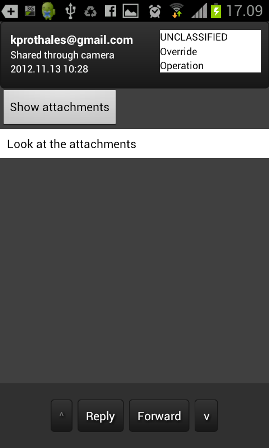 17.09
kprothales@gmail.com
Shared through camera
2012.11.13 10:28
UNCLASSIFIED
Override
Operation
Show attachments
Look at the attachments
^
Reply
Forward
v